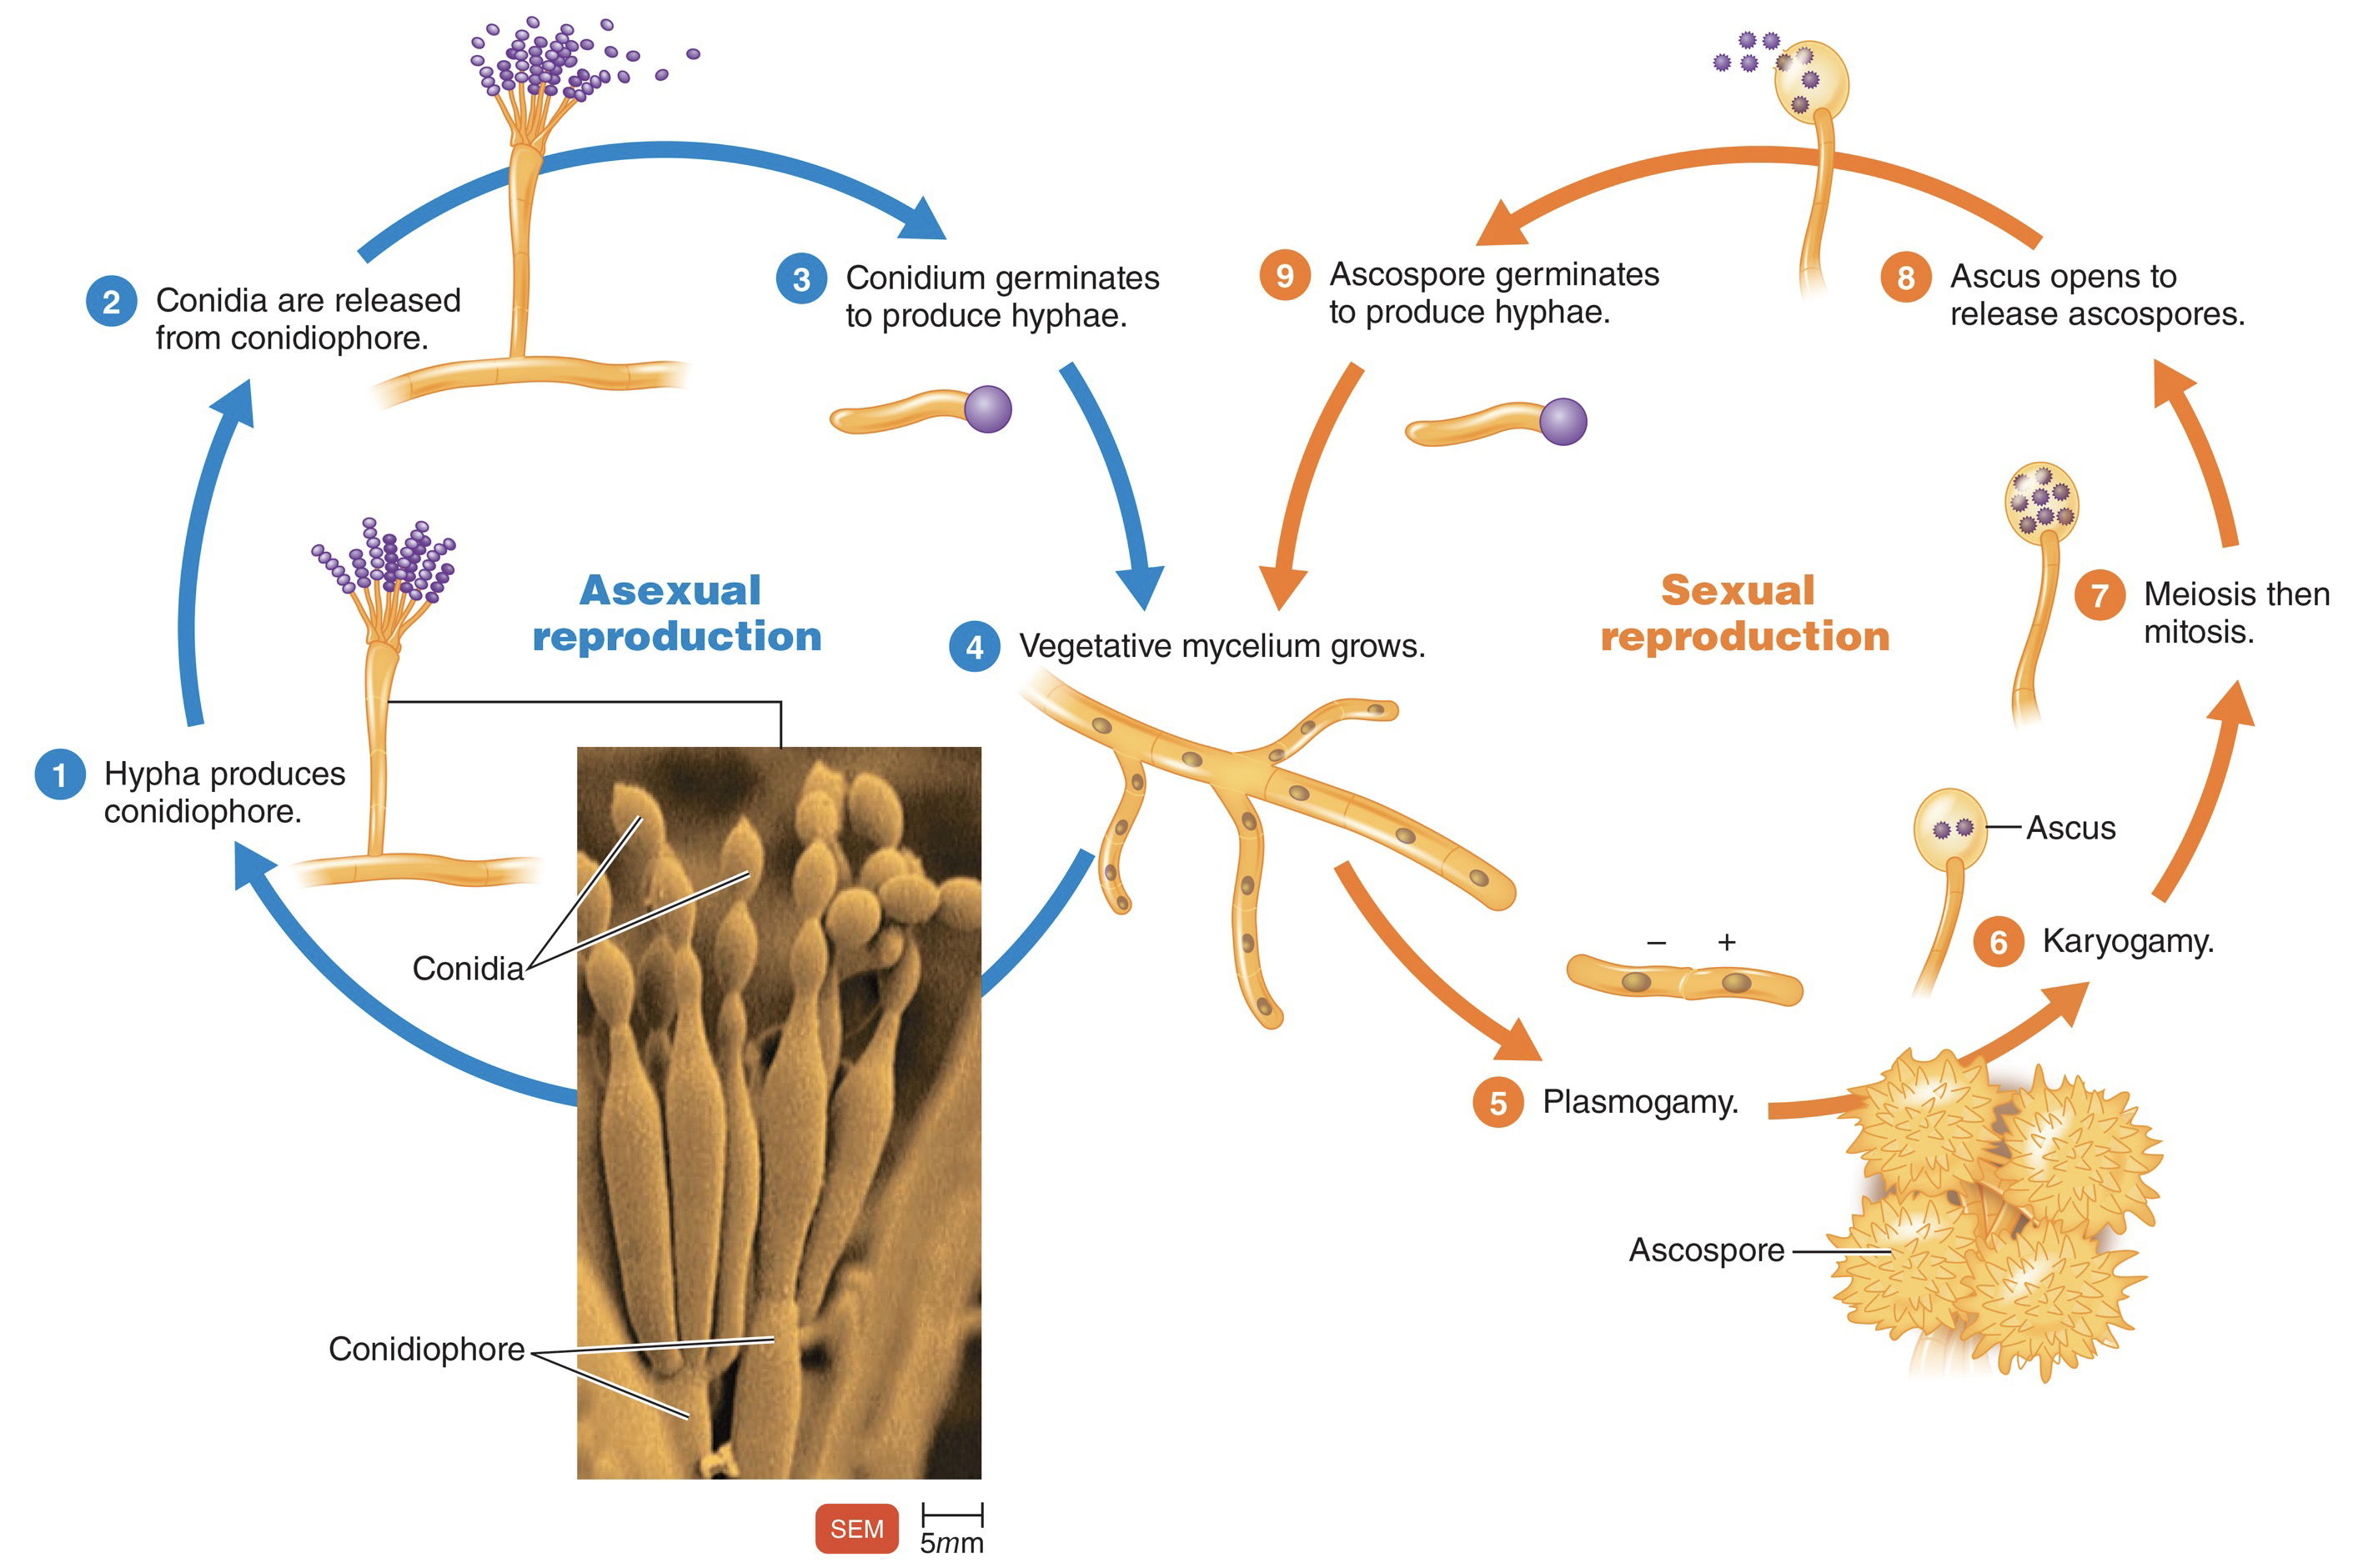 2 Conidia are released
from conidiophore.
3 Conidium germinates
to produce hyphae.
9 Ascospore germinates
to produce hyphae.
8 Ascus opens to
release ascospores.
Asexual
reproduction
4 Vegetative mycelium grows.
Sexual
reproduction
7 Meiosis then
mitosis.
1 Hypha produces
conidiophore.
Ascus
– +
6 Karyogamy.
Conidia
5 Plasmogamy.
Ascospore
Conidiophore
SEM
5mm